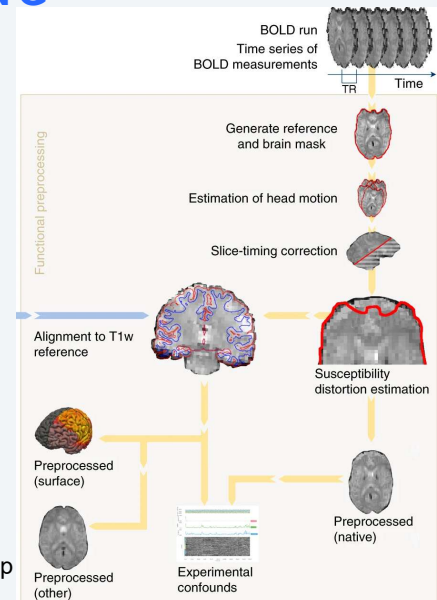 BOLD run
Time series of
BOLD measurements
TR
Time
Functional preprocessing
Generate reference
and brain mask
Estimation of head motion
Slice-timing correction
Alignment to T1w
reference
Susceptibility
distortion estimation
Preprocessed
(surface)
Preprocessed
(native)
Preprocessed
(other)
Experimental
confounds